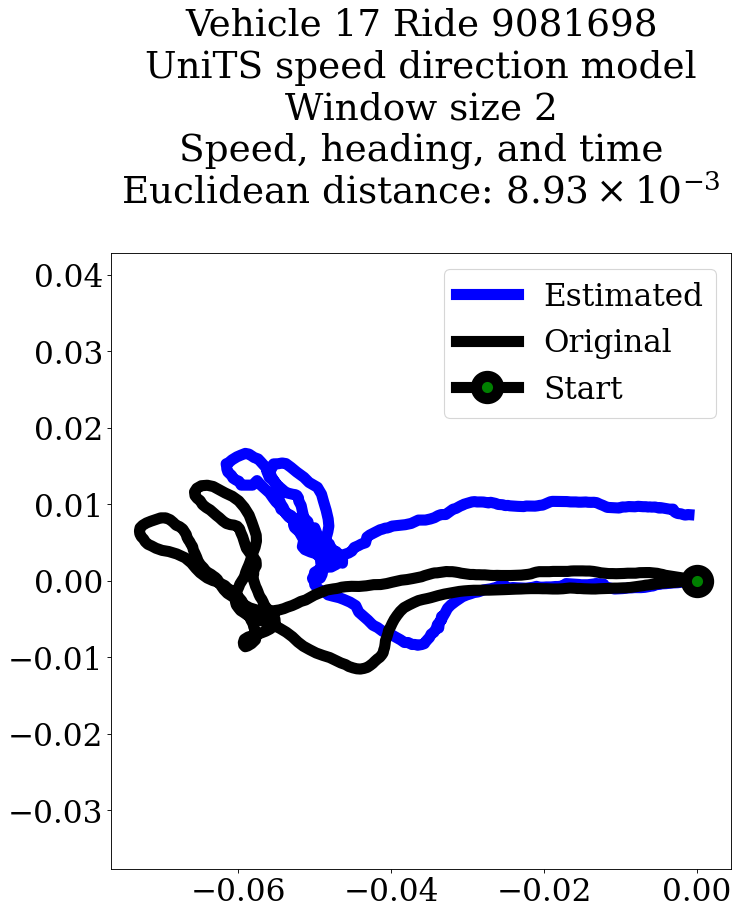 Vehicle 17 Ride 9081698
UniTS speed direction model
Window size 2
Speed, heading, and time
Euclidean distance: 8.93 × 10⁻³
Estimated
Original
Start
0.04
0.03
0.02
0.01
0.00
−0.01
−0.02
−0.03
−0.06 −0.04 −0.02 0.00